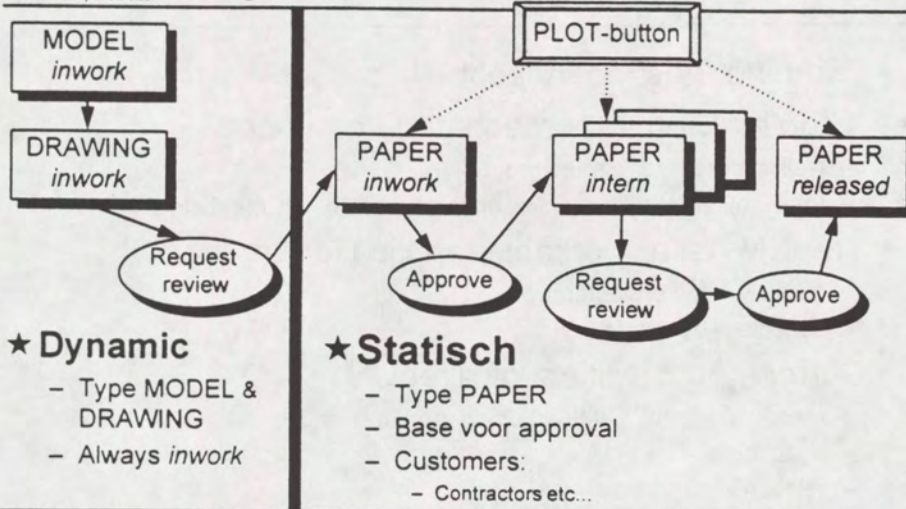 MODEL
inwork
DRAWING
inwork
Request
review
★ Dynamic
– Type MODEL &
DRAWING
– Always inwork
PLOT-button
PAPER
inwork
PAPER
intern
PAPER
released
Approve
Request
review
Approve
★ Statisch
– Type PAPER
– Base voor approval
– Customers:
– Contractors etc...